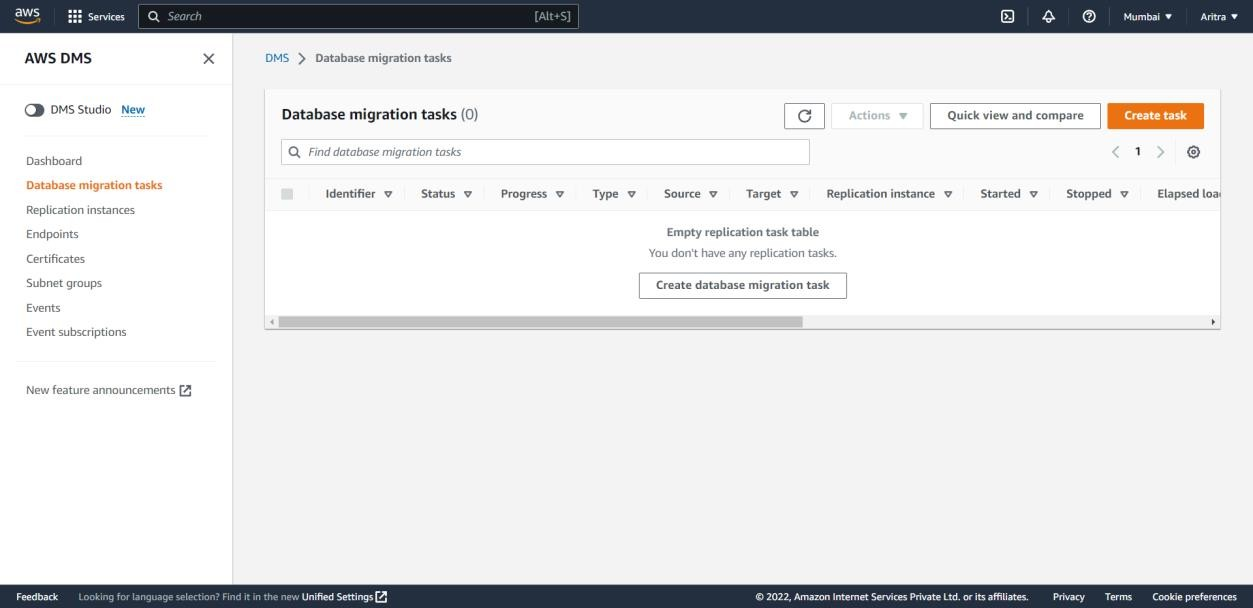 aws Services Search [Alt+S] Mumbai ▼ Aritra ▼
AWS DMS
DMS Studio New
Dashboard
Database migration tasks
Replication instances
Endpoints
Certificates
Subnet groups
Events
Event subscriptions
New feature announcements
DMS > Database migration tasks
Database migration tasks (0)
Actions ▼ Quick view and compare Create task
Find database migration tasks
< 1 >
Identifier Status Progress Type Source Target Replication instance Started Stopped Elapsed loa
Empty replication task table
You don't have any replication tasks.
Create database migration task
Feedback Looking for language selection? Find it in the new Unified Settings © 2022, Amazon Internet Services Private Ltd. or its affiliates. Privacy Terms Cookie preferences